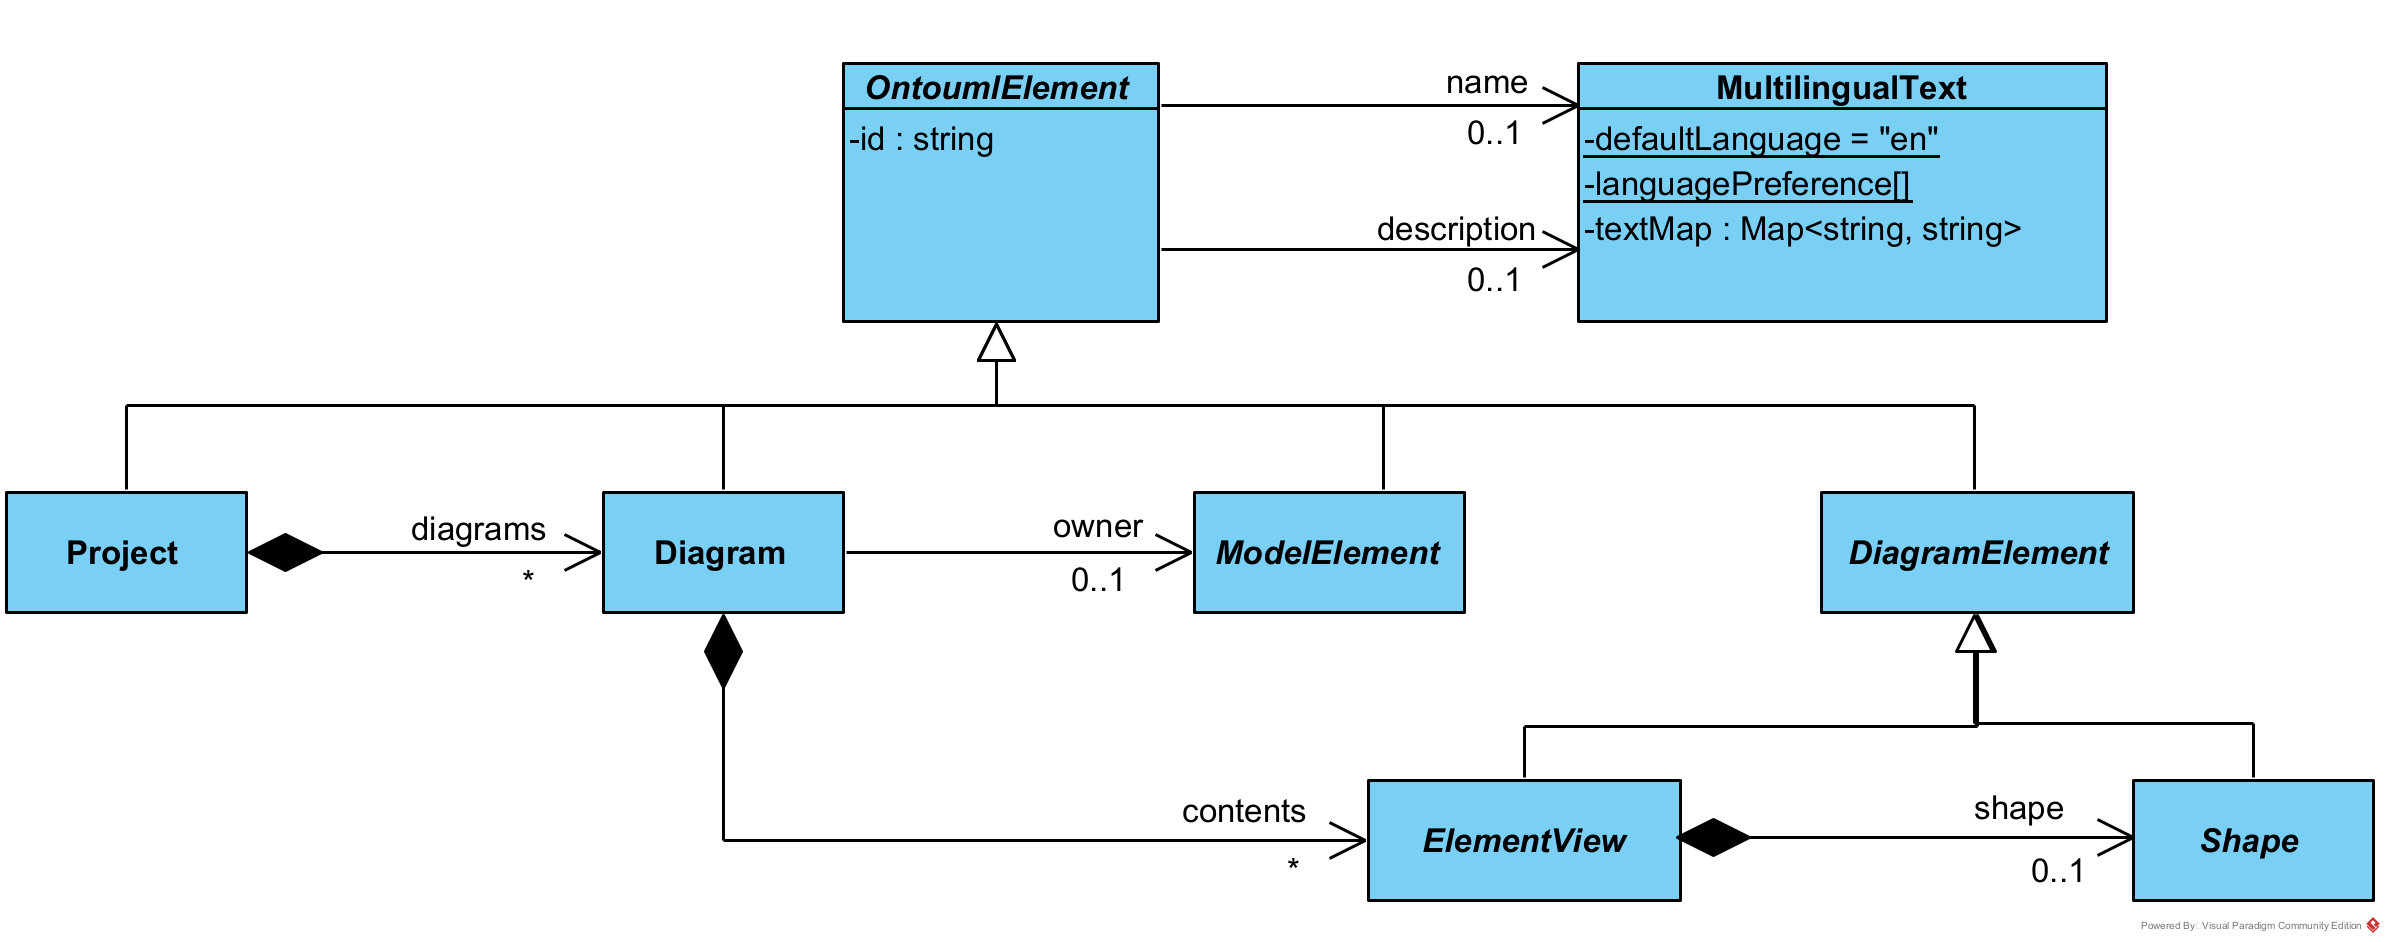 OntoumlElement
-id : string
name
0..1
description
0..1
MultilingualText
-defaultLanguage = "en"
-languagePreference[]
-textMap : Map<string, string>
Project
diagrams
*
Diagram
owner
0..1
ModelElement
DiagramElement
contents
*
ElementView
shape
0..1
Shape
Powered By Visual Paradigm Community Edition